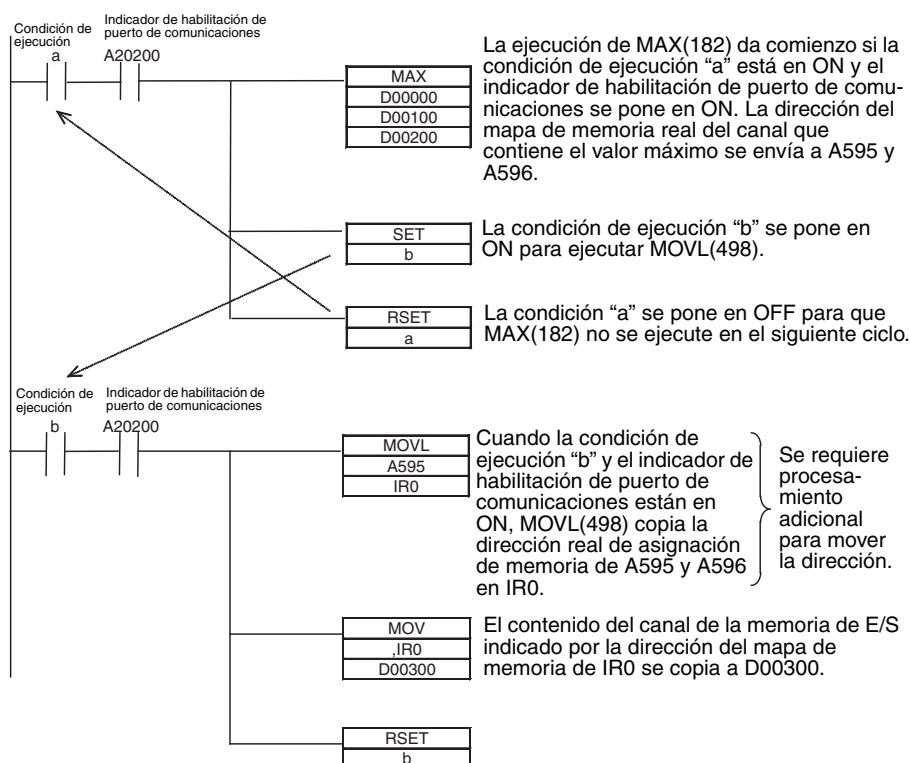 Condición de
ejecución
a
Indicador de habilitación de
puerto de comunicaciones
A20200
MAX
D00000
D00100
D00200
La ejecución de MAX(182) da comienzo si la
condición de ejecución “a” está en ON y el
indicador de habilitación de puerto de comu-
nicaciones se pone en ON. La dirección del
mapa de memoria real del canal que
contiene el valor máximo se envía a A595 y
A596.
SET
b
La condición de ejecución “b” se pone en
ON para ejecutar MOVL(498).
RSET
a
La condición “a” se pone en OFF para que
MAX(182) no se ejecute en el siguiente ciclo.
Condición de
ejecución
b
Indicador de habilitación de
puerto de comunicaciones
A20200
MOVL
A595
IR0
Cuando la condición de
ejecución “b” y el indicador de
habilitación de puerto de
comunicaciones están en
ON, MOVL(498) copia la
dirección real de asignación
de memoria de A595 y A596
en IR0.
Se requiere
procesa-
miento
adicional
para mover
la dirección.
MOV
,IR0
D00300
El contenido del canal de la memoria de E/S
indicado por la dirección del mapa de
memoria de IR0 se copia a D00300.
RSET
b